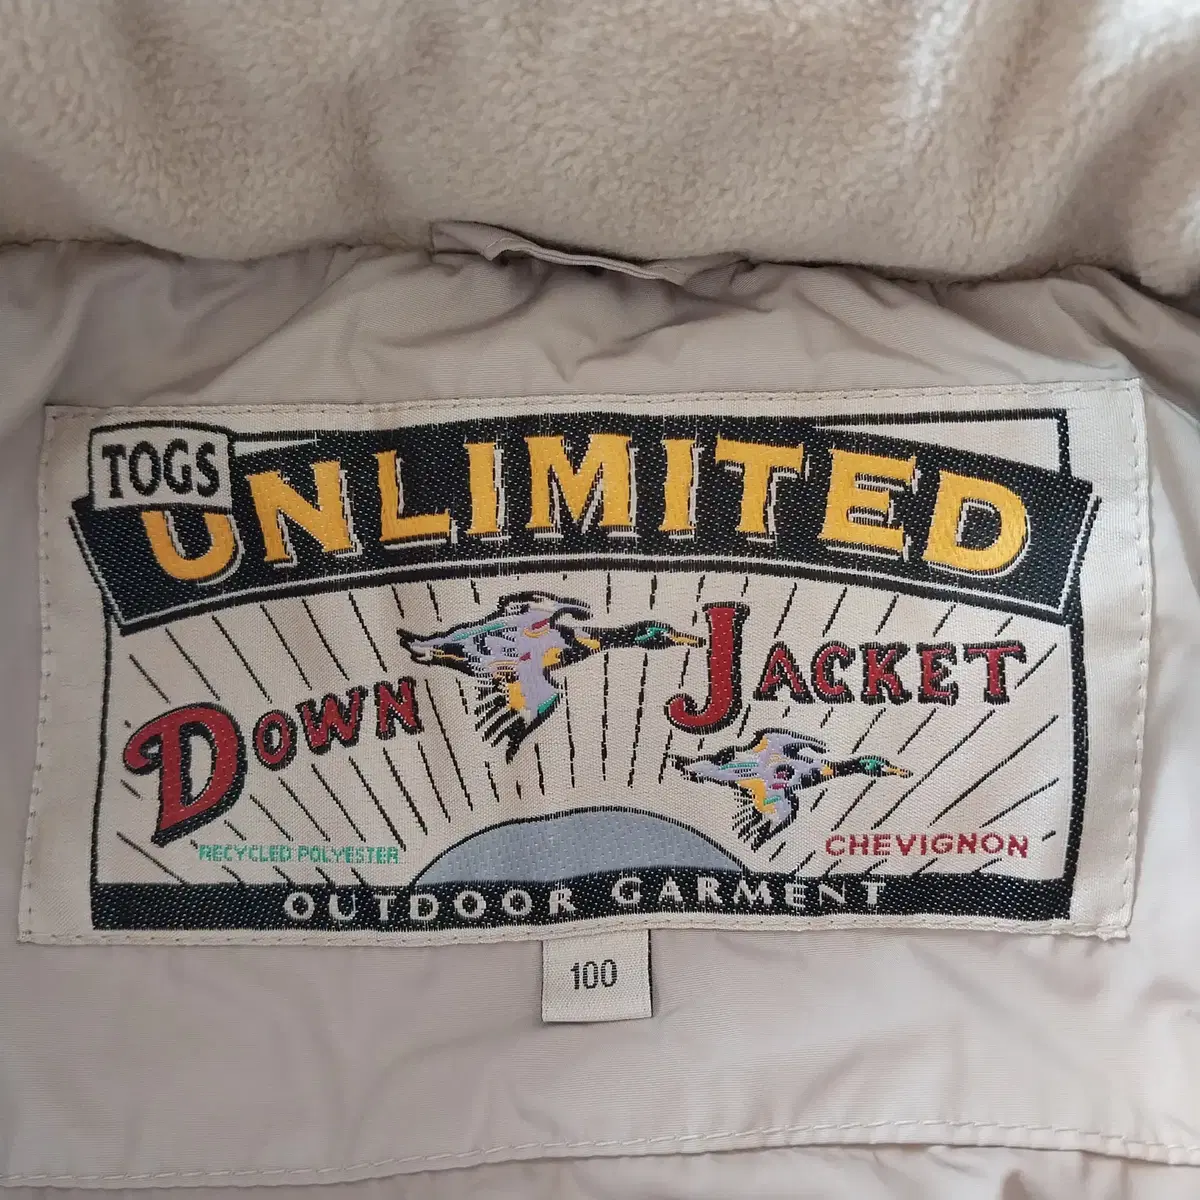 TOGS
UNLIMITED
DOWN JACKET
RECYCLED POLYESTER
CHEVIGNON
OUTDOOR GARMENT
100